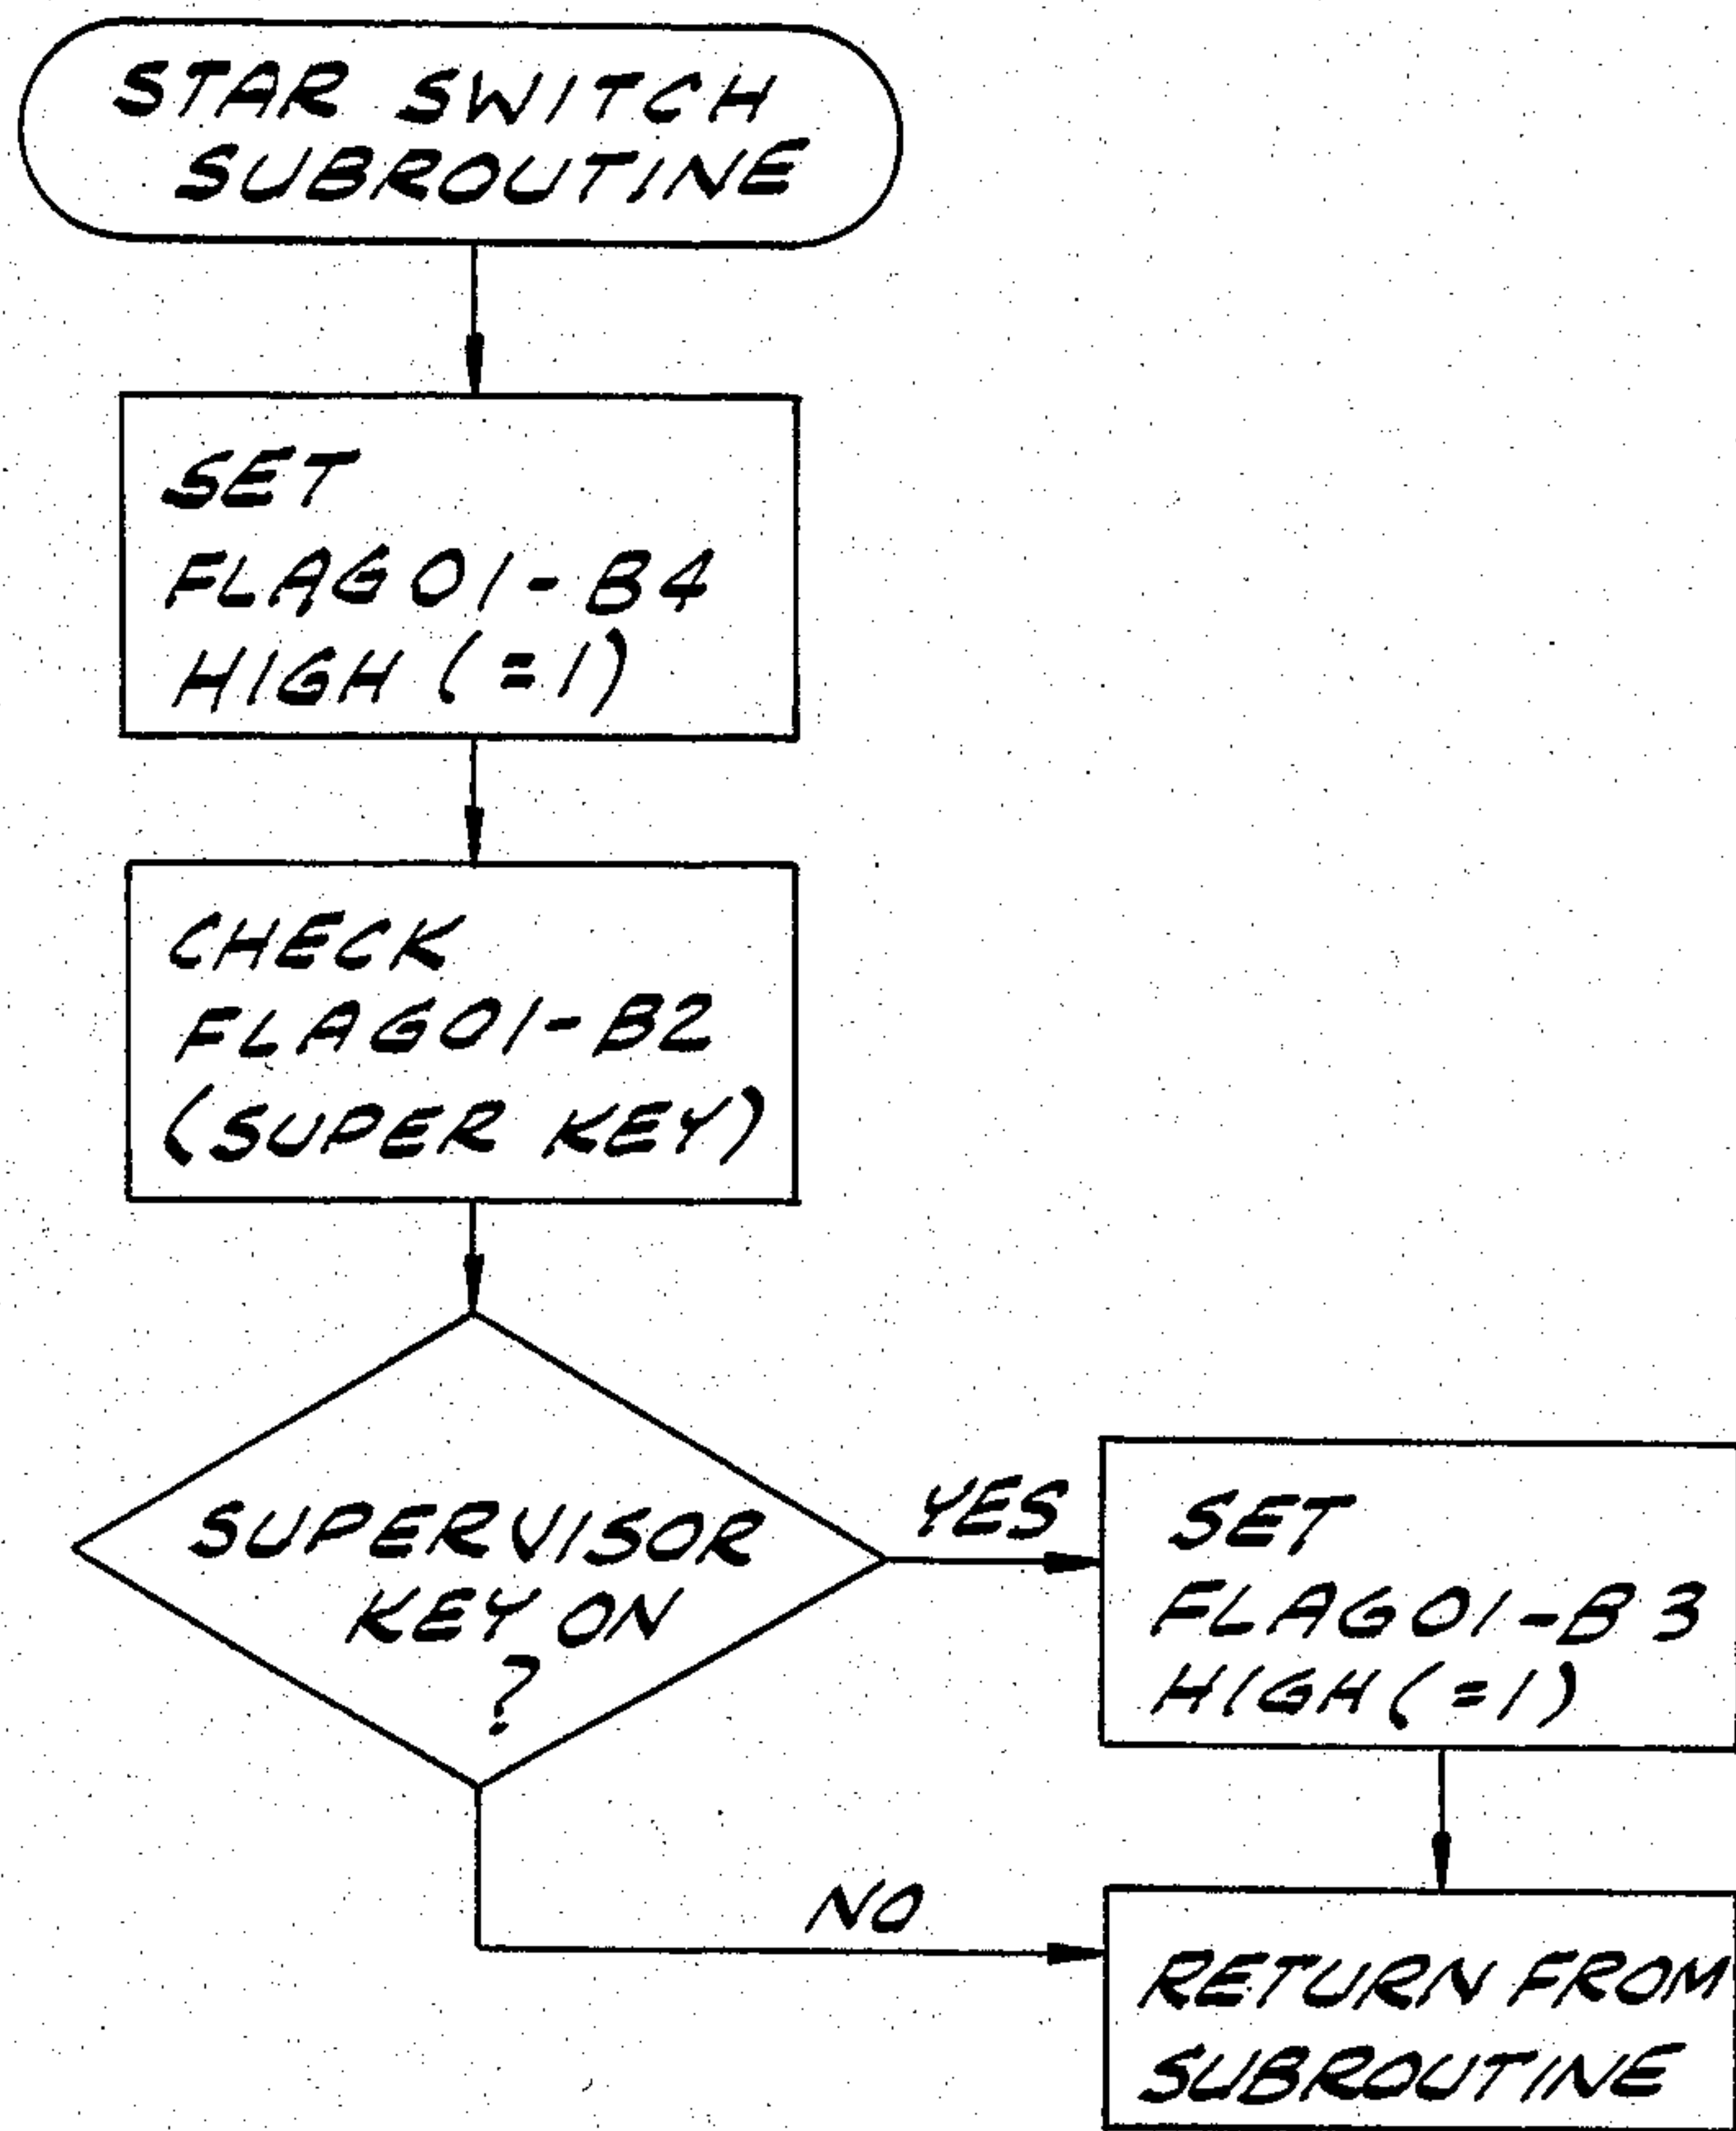 STAR SWITCH
SUBROUTINE
SET
FLAG01-B4
HIGH (=1)
CHECK
FLAG01-B2
(SUPER KEY)
SUPERVISOR
KEY ON
?
YES
SET
FLAG01-B3
HIGH (=1)
NO
RETURN FROM
SUBROUTINE